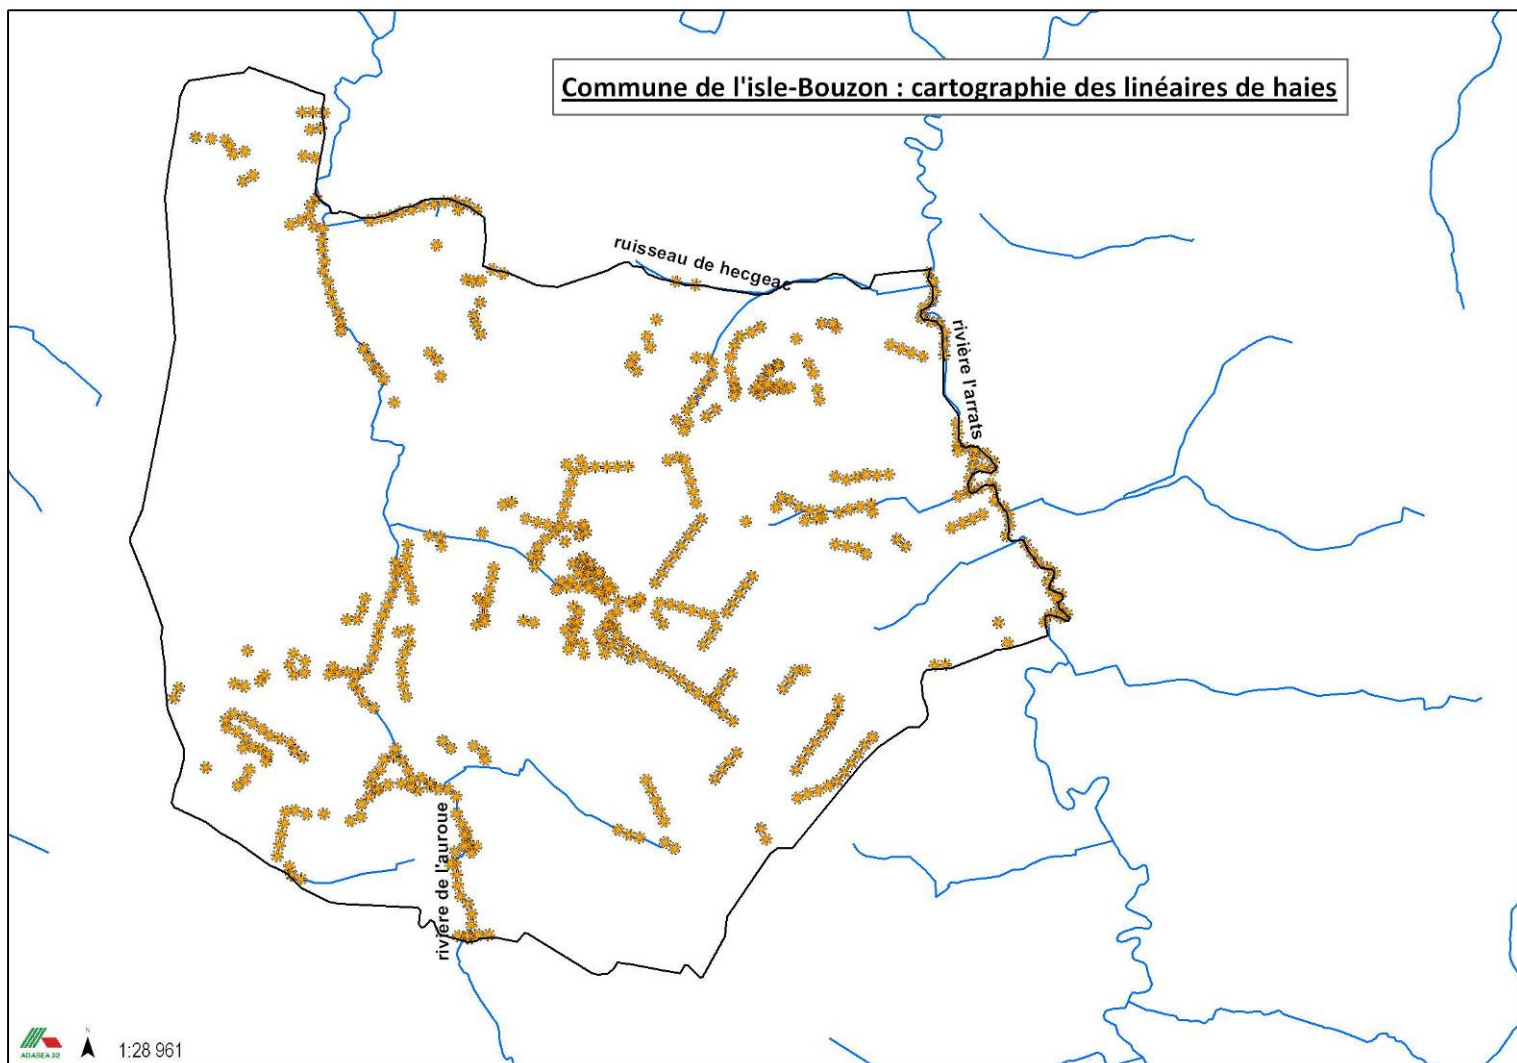 Commune de l'isle-Bouzon : cartographie des linéaires de haies
ruisseau de hecgeac
rivière l'arrats
rivière de l'auroue
N
ADASEA 32
1:28 961